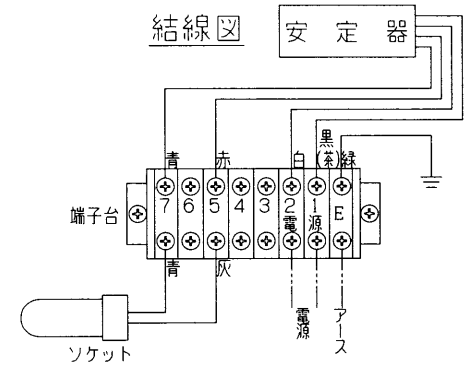 結線図
安定器
青 赤 白 黒(茶) 緑
端子台
7 6 5 4 3 2 1 E
電源
青 灰
電源
アース
ソケット